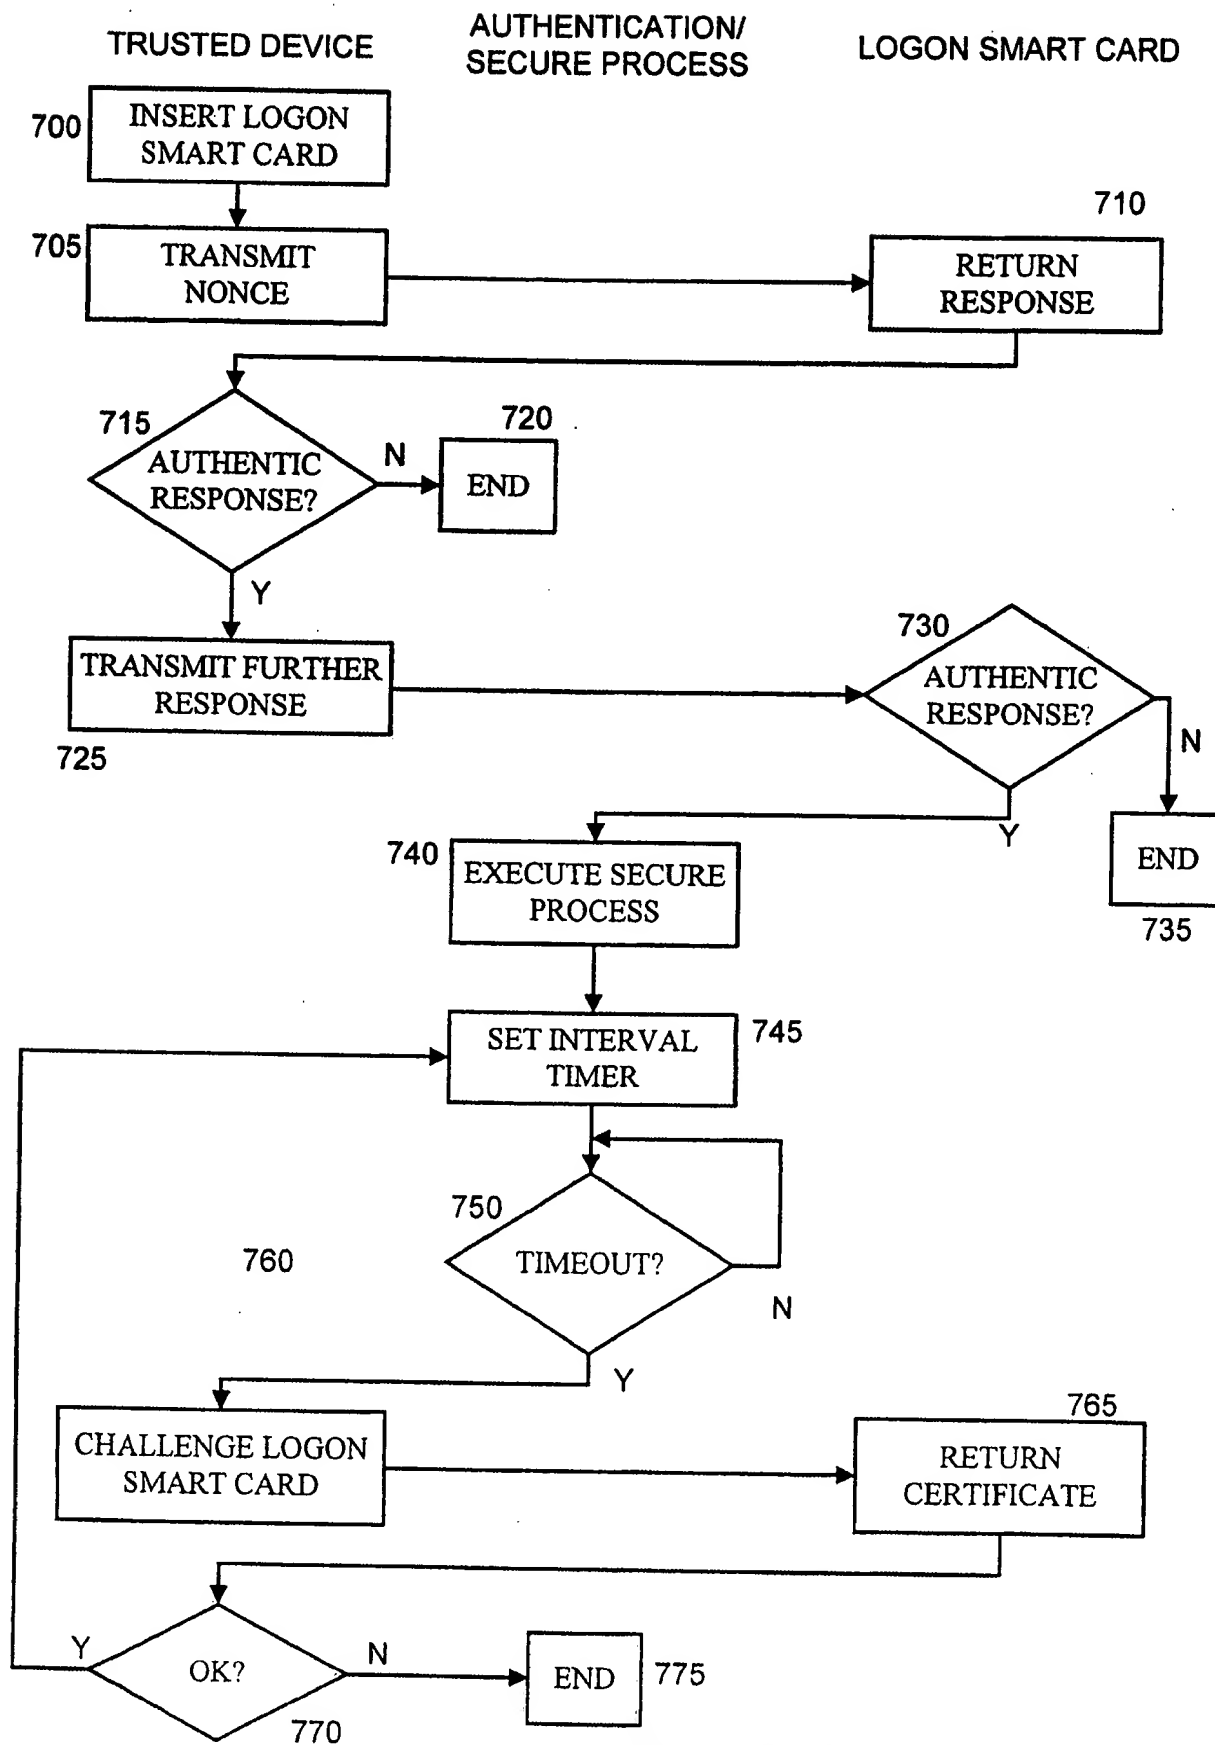 TRUSTED DEVICE
AUTHENTICATION/
SECURE PROCESS
LOGON SMART CARD
700
INSERT LOGON
SMART CARD
705
TRANSMIT
NONCE
710
RETURN
RESPONSE
715
AUTHENTIC
RESPONSE?
N
720
END
Y
TRANSMIT FURTHER
RESPONSE
725
730
AUTHENTIC
RESPONSE?
N
Y
END
735
740
EXECUTE SECURE
PROCESS
SET INTERVAL
TIMER
745
750
TIMEOUT?
N
760
Y
CHALLENGE LOGON
SMART CARD
765
RETURN
CERTIFICATE
Y
OK?
N
770
END
775